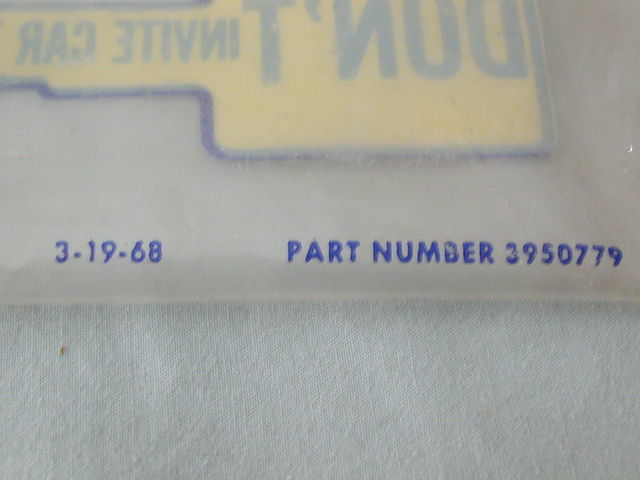 DON'T
INVITE CAR
3-19-68 PART NUMBER 3950779